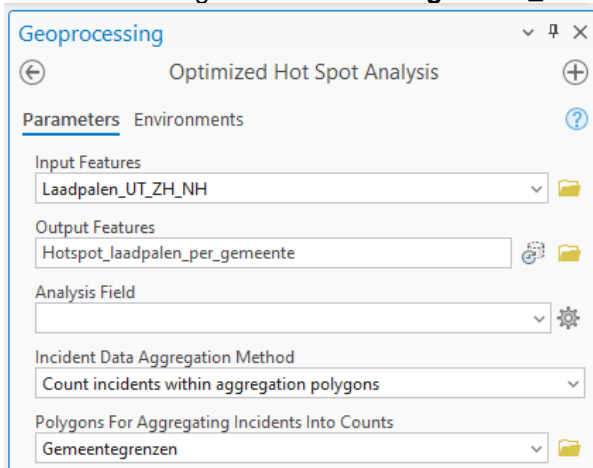 Geoprocessing
Optimized Hot Spot Analysis
Parameters Environments
Input Features
Laadpalen_UT_ZH_NH
Output Features
Hotspot_laadpalen_per_gemeente
Analysis Field
Incident Data Aggregation Method
Count incidents within aggregation polygons
Polygons For Aggregating Incidents Into Counts
Gemeentegrenzen